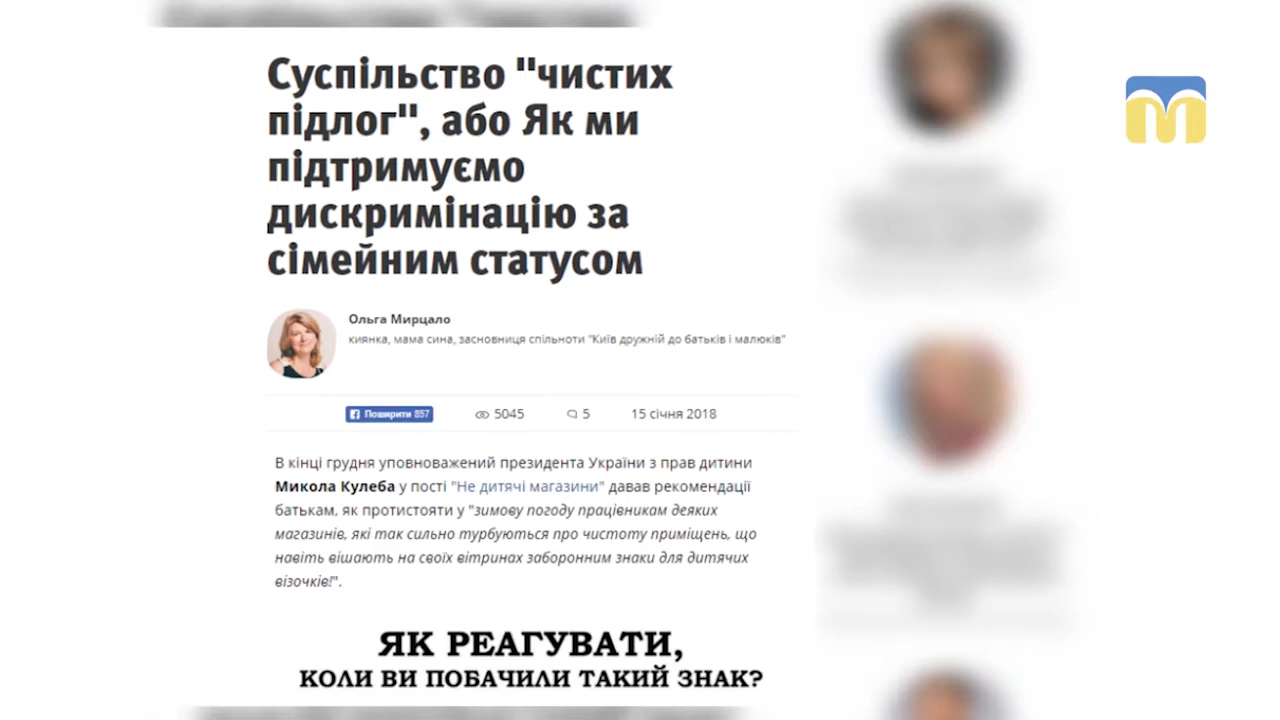 Суспільство "чистих
підлог", або Як ми
підтримуємо
дискримінацію за
сімейним статусом
Ольга Мирцало
киянка, мама сина, засновниця спільноти "Київ дружній до батьків і малюків"
Поширити 857
5045
5
15 січня 2018
В кінці грудня уповноважений президента України з прав дитини
Микола Кулеба у пості "Не дитячі магазини" давав рекомендації
батькам, як протистояти у "зимову погоду працівникам деяких
магазинів, які так сильно турбуються про чистоту приміщень, що
навіть вішають на своїх вітринах заборонним знаки для дитячих
візочків!".
ЯК РЕАГУВАТИ,
КОЛИ ВИ ПОБАЧИЛИ ТАКИЙ ЗНАК?